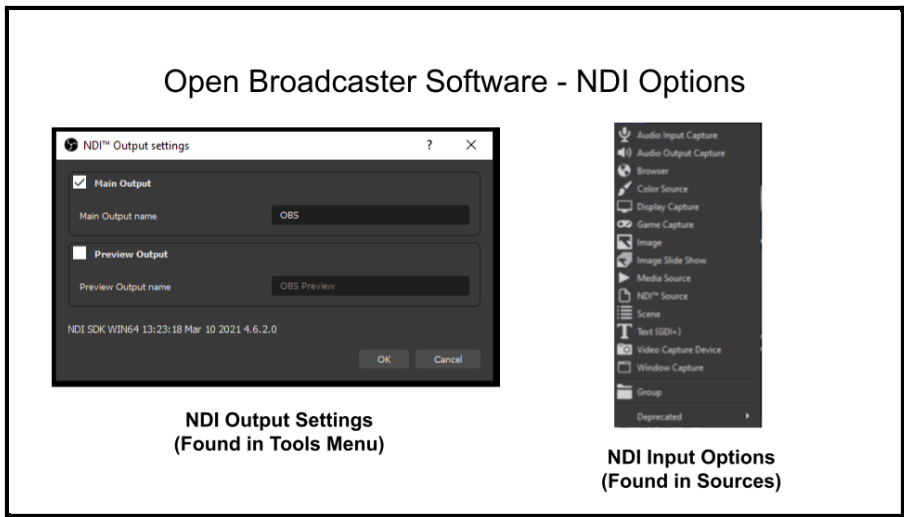 Open Broadcaster Software - NDI Options
NDI™ Output settings
? ×
Main Output
Main Output name
OBS
Preview Output
Preview Output name
OBS Preview
NDI SDK WIN64 13:23:18 Mar 10 2021 4.6.2.0
OK
Cancel
NDI Output Settings
(Found in Tools Menu)
Audio Input Capture
Audio Output Capture
Browser
Color Source
Display Capture
Game Capture
Image
Image Slide Show
Media Source
NDI™ Source
Scene
Text (GDI+)
Video Capture Device
Window Capture
Group
Deprecated
NDI Input Options
(Found in Sources)